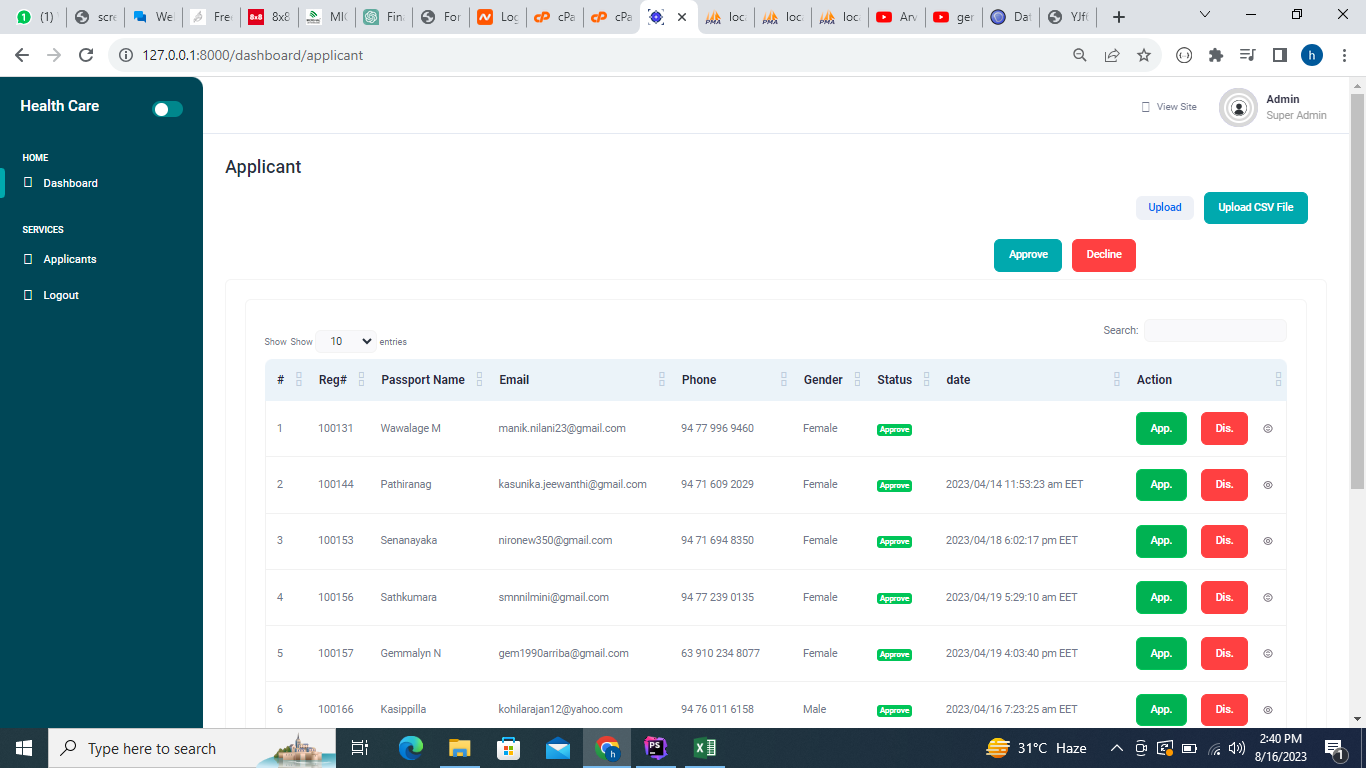 (1) scre We Free 8x8 8x8 MIC Fina For Log cPa cPa loca loca loca Arv ger Dat YJf
127.0.0.1:8000/dashboard/applicant h
Health Care
View Site Admin
Super Admin
HOME
Dashboard
SERVICES
Applicants
Logout
Applicant
Upload Upload CSV File
Approve Decline
Show Show 10 entries Search:
# Reg# Passport Name Email Phone Gender Status date Action
1 100131 Wawalage M manik.nilani23@gmail.com 94 77 996 9460 Female Approve App. Dis.
2 100144 Pathiranag kasunika.jeewanthi@gmail.com 94 71 609 2029 Female Approve 2023/04/14 11:53:23 am EET App. Dis.
3 100153 Senanayaka nironew350@gmail.com 94 71 694 8350 Female Approve 2023/04/18 6:02:17 pm EET App. Dis.
4 100156 Sathkumara smnnilmini@gmail.com 94 77 239 0135 Female Approve 2023/04/19 5:29:10 am EET App. Dis.
5 100157 Gemmalyn N gem1990arriba@gmail.com 63 910 234 8077 Female Approve 2023/04/19 4:03:40 pm EET App. Dis.
6 100166 Kasippilla kohilarajan12@yahoo.com 94 76 011 6158 Male Approve 2023/04/16 7:23:25 am EET App. Dis.
Type here to search PS 31°C Haze 2:40 PM
8/16/2023 1